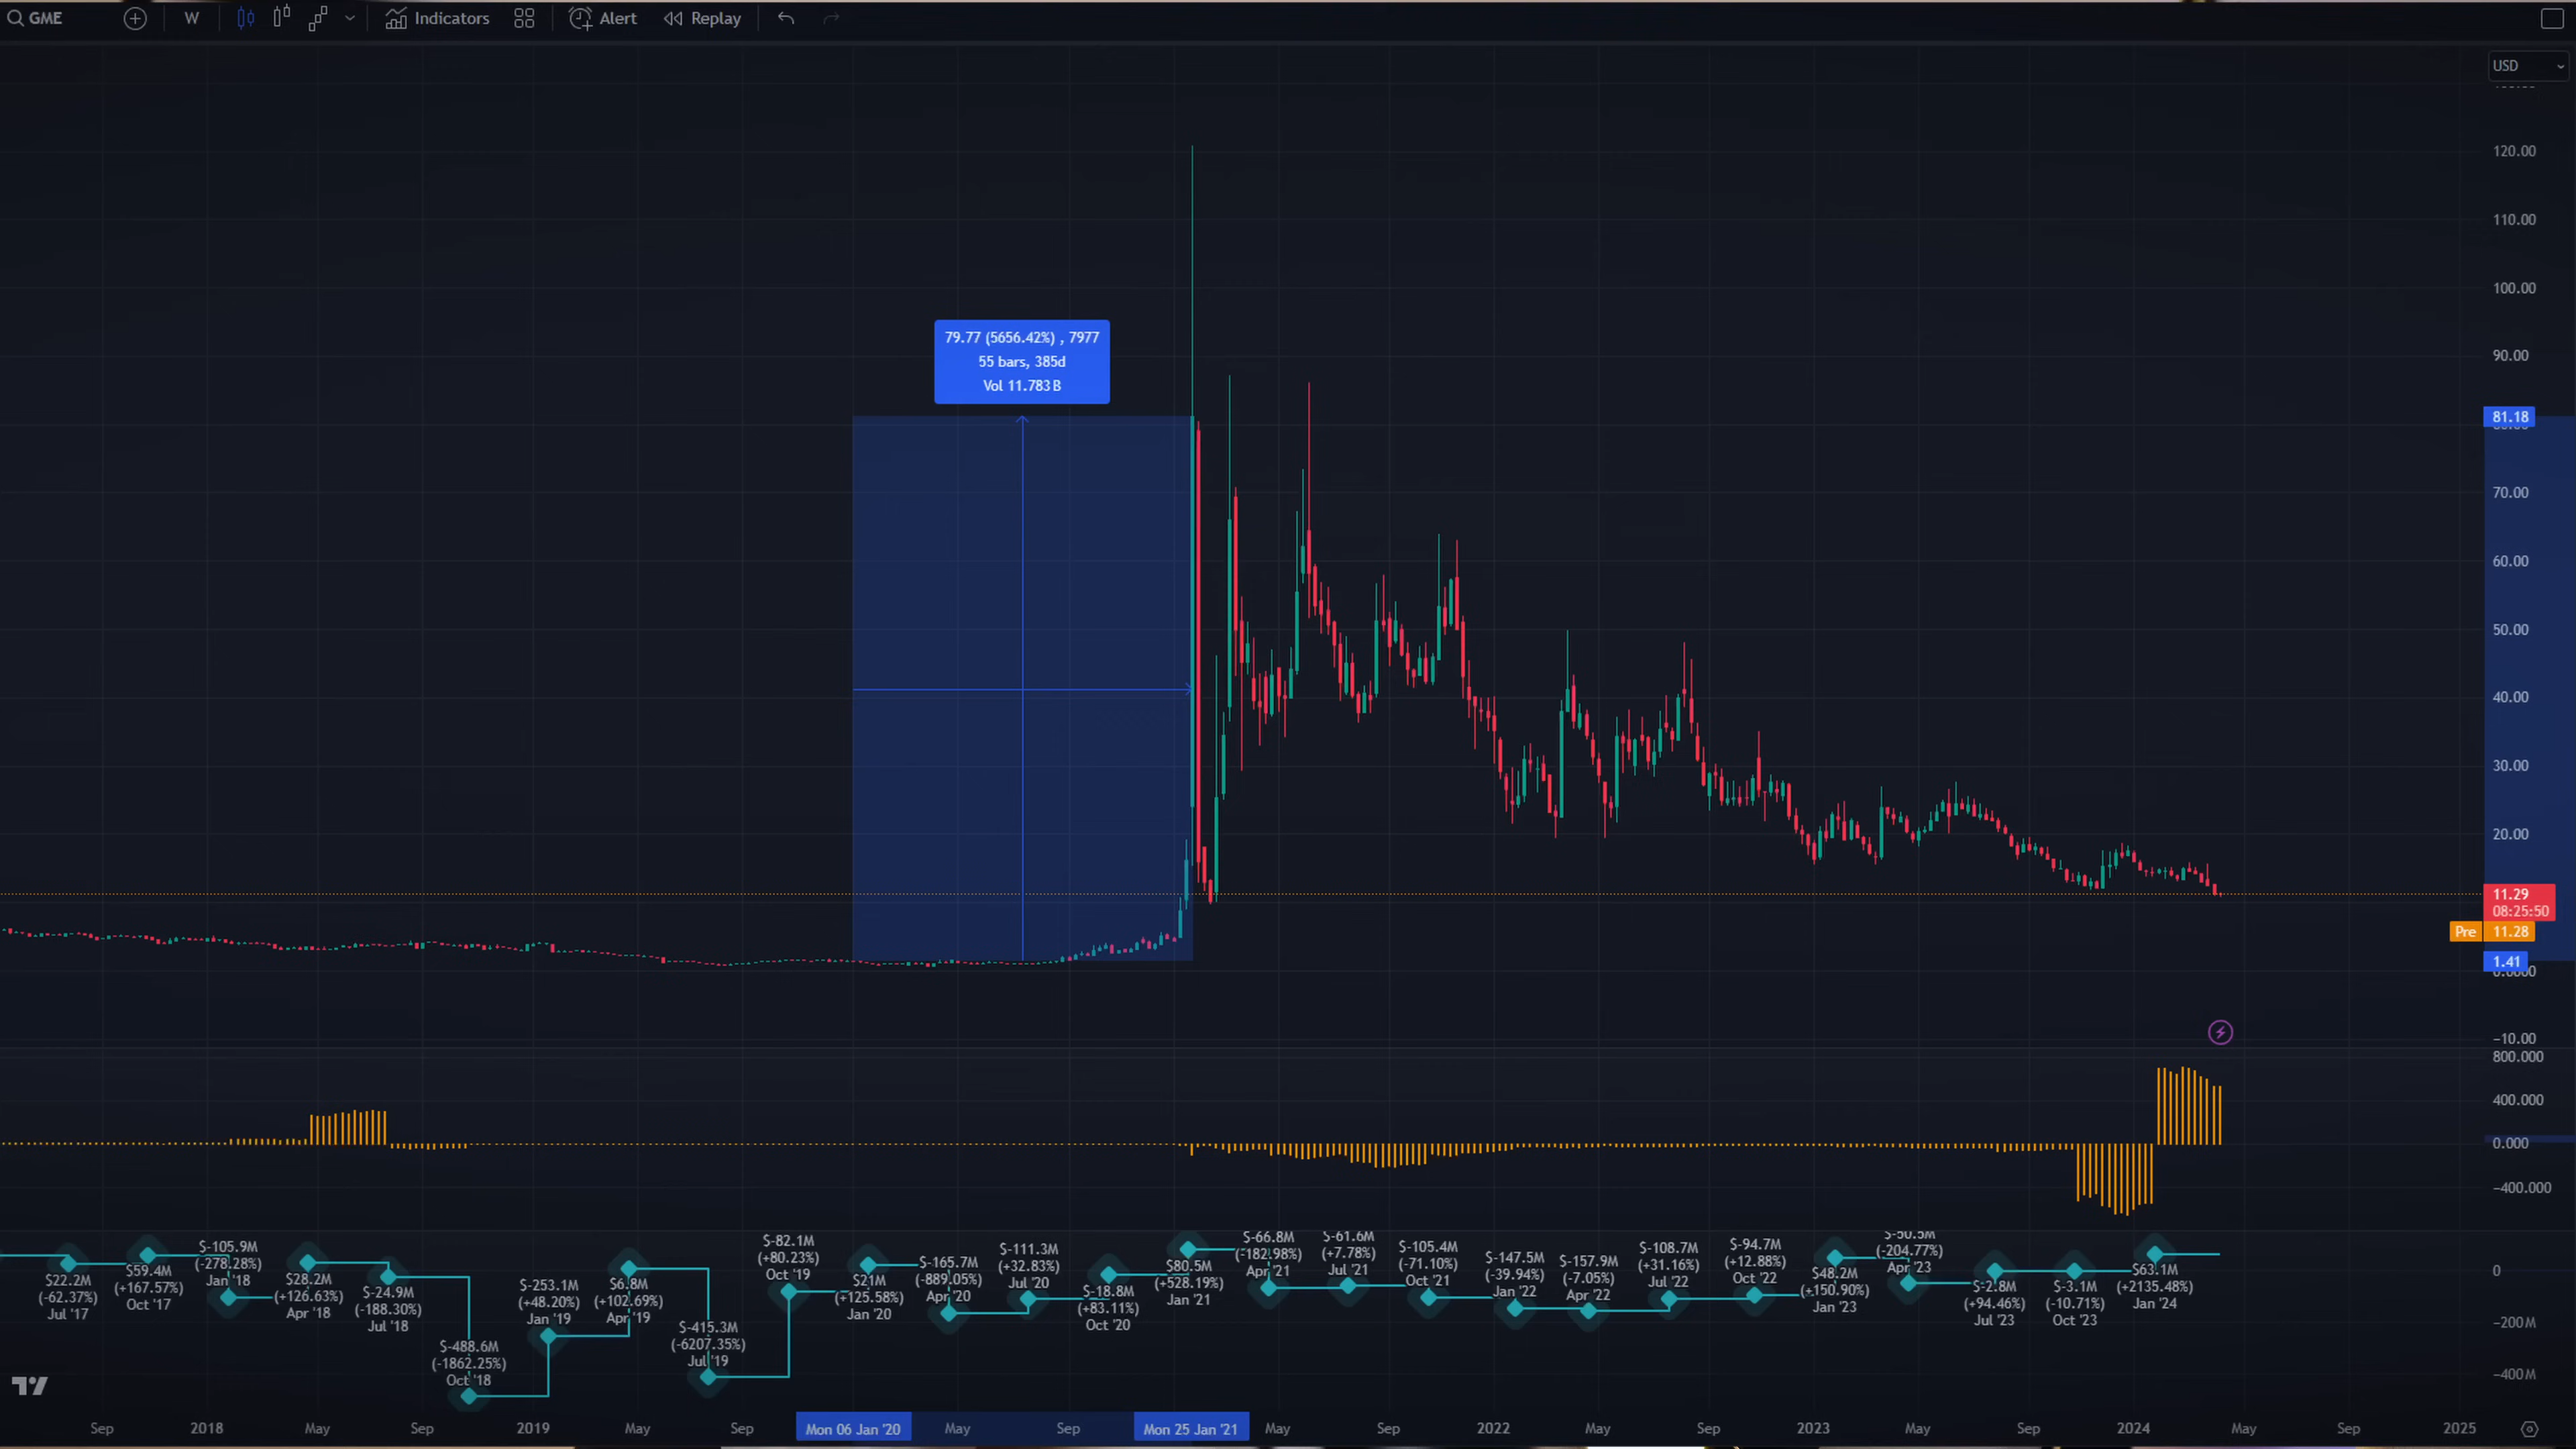 GME
W
Indicators
Alert
Replay
USD
79.77 (5656.42%) , 7977
55 bars, 385d
Vol 11.783 B
120.00
110.00
100.00
90.00
81.18
70.00
60.00
50.00
40.00
30.00
20.00
11.29
08:25:50
Pre 11.28
1.41
−10.00
800.000
400.000
0.000
−400.000
0
−200 M
−400 M
$22.2M
(-62.37%)
Jul '17
$59.4M
(+167.57%)
Oct '17
$-105.9M
(-278.28%)
Jan '18
$28.2M
(+126.63%)
Apr '18
$-24.9M
(-188.30%)
Jul '18
$-488.6M
(-1862.25%)
Oct '18
$-253.1M
(+48.20%)
Jan '19
$6.8M
(+102.69%)
Apr '19
$-415.3M
(-6207.35%)
Jul '19
$-82.1M
(+80.23%)
Oct '19
$21M
(+125.58%)
Jan '20
$-165.7M
(-889.05%)
Apr '20
$-111.3M
(+32.83%)
Jul '20
$-18.8M
(+83.11%)
Oct '20
$80.5M
(+528.19%)
Jan '21
$-66.8M
(-182.98%)
Apr '21
$-61.6M
(+7.78%)
Jul '21
$-105.4M
(-71.10%)
Oct '21
$-147.5M
(-39.94%)
Jan '22
$-157.9M
(-7.05%)
Apr '22
$-108.7M
(+31.16%)
Jul '22
$-94.7M
(+12.88%)
Oct '22
$48.2M
(+150.90%)
Jan '23
$-50.5M
(-204.77%)
Apr '23
$-2.8M
(+94.46%)
Jul '23
$-3.1M
(-10.71%)
Oct '23
$63.1M
(+2135.48%)
Jan '24
Sep 2018 May Sep 2019 May Sep Mon 06 Jan '20 May Sep Mon 25 Jan '21 May Sep 2022 May Sep 2023 May Sep 2024 May Sep 2025